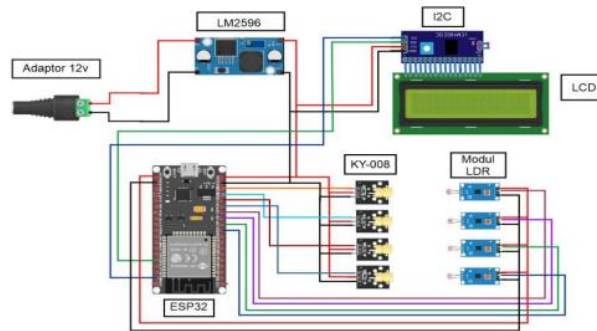 LM2596
I2C
Adaptor 12v
LCD
KY-008
Modul
LDR
ESP32